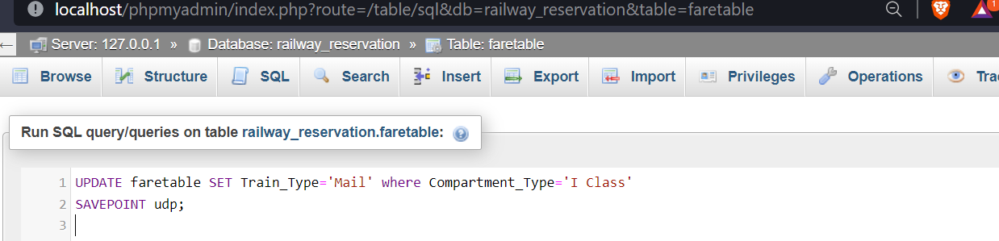 localhost/phpmyadmin/index.php?route=/table/sql&db=railway_reservation&table=faretable
1
← Server: 127.0.0.1 » Database: railway_reservation » Table: faretable
Browse Structure SQL Search Insert Export Import Privileges Operations Tra
Run SQL query/queries on table railway_reservation.faretable:
1 UPDATE faretable SET Train_Type='Mail' where Compartment_Type='I Class'
2 SAVEPOINT udp;
3